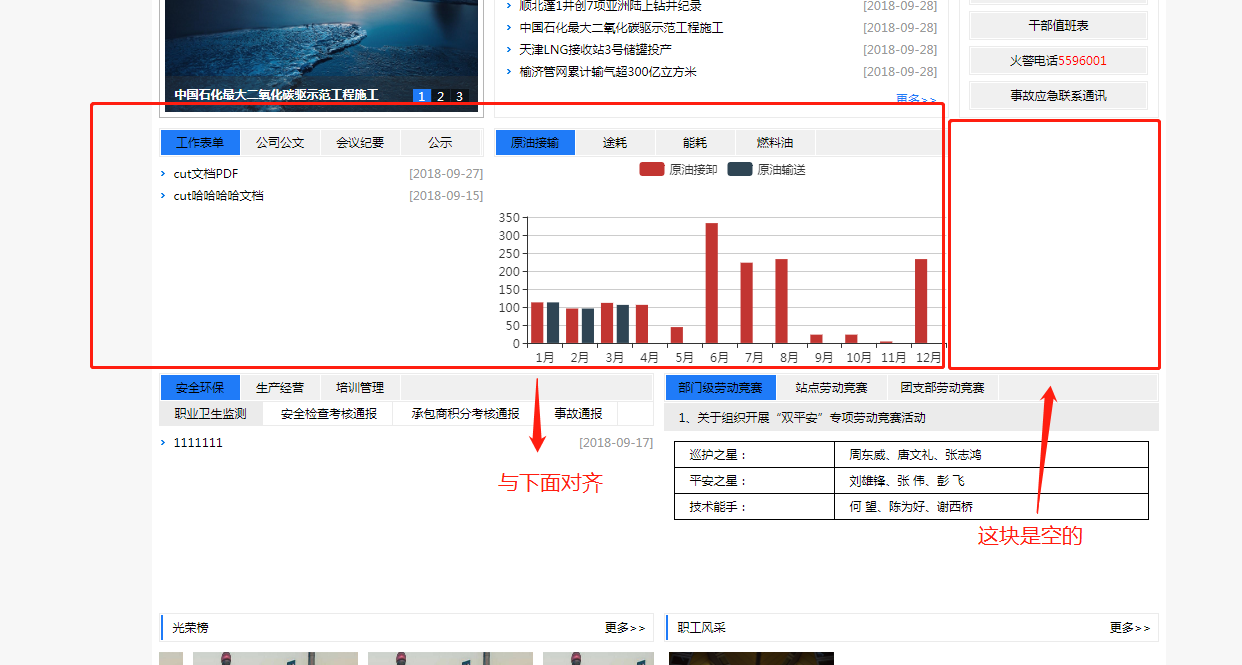 顺北蓬1井创7项亚洲陆上钻井纪录 [2018-09-28]
中国石化最大二氧化碳驱示范工程施工 [2018-09-28]
天津LNG接收站3号储罐投产 [2018-09-28]
榆济管网累计输气超300亿立方米 [2018-09-28]
更多>>
中国石化最大二氧化碳驱示范工程施工 1 2 3
干部值班表
火警电话5596001
事故应急联系通讯
工作表单 公司公文 会议纪要 公示
cut文档PDF [2018-09-27]
cut哈哈哈哈文档 [2018-09-15]
原油接输 途耗 能耗 燃料油
原油接卸 原油输送
350
300
250
200
150
100
50
0
1月 2月 3月 4月 5月 6月 7月 8月 9月 10月 11月 12月
安全环保 生产经营 培训管理
职业卫生监测 安全检查考核通报 承包商积分考核通报 事故通报
1111111 [2018-09-17]
与下面对齐
部门级劳动竞赛 站点劳动竞赛 团支部劳动竞赛
1、关于组织开展“双平安”专项劳动竞赛活动
巡护之星： 周东威、唐文礼、张志鸿
平安之星： 刘雄锋、张 伟、彭 飞
技术能手： 何 望、陈为好、谢西桥
这块是空的
光荣榜 更多>>
职工风采 更多>>